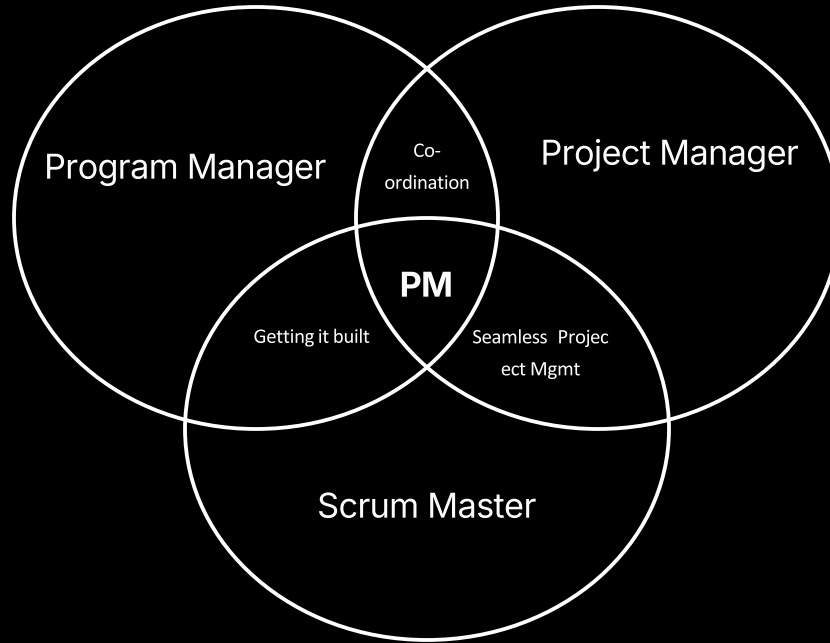 Program Manager
Project Manager
Co-
ordination
PM
Getting it built
Seamless Projec
ect Mgmt
Scrum Master